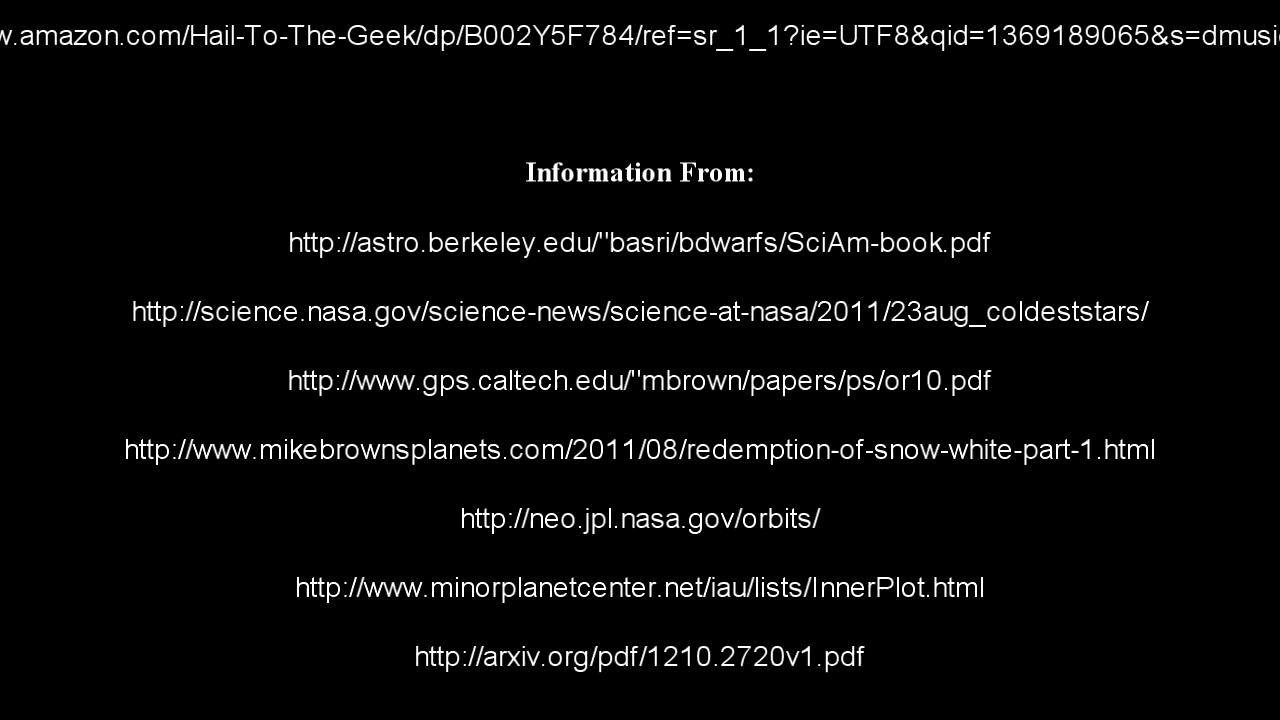 w.amazon.com/Hail-To-The-Geek/dp/B002Y5F784/ref=sr_1_1?ie=UTF8&qid=1369189065&s=dmusic
Information From:
http://astro.berkeley.edu/"basri/bdwarfs/SciAm-book.pdf
http://science.nasa.gov/science-news/science-at-nasa/2011/23aug_coldeststars/
http://www.gps.caltech.edu/"mbrown/papers/ps/or10.pdf
http://www.mikebrownsplanets.com/2011/08/redemption-of-snow-white-part-1.html
http://neo.jpl.nasa.gov/orbits/
http://www.minorplanetcenter.net/iau/lists/InnerPlot.html
http://arxiv.org/pdf/1210.2720v1.pdf